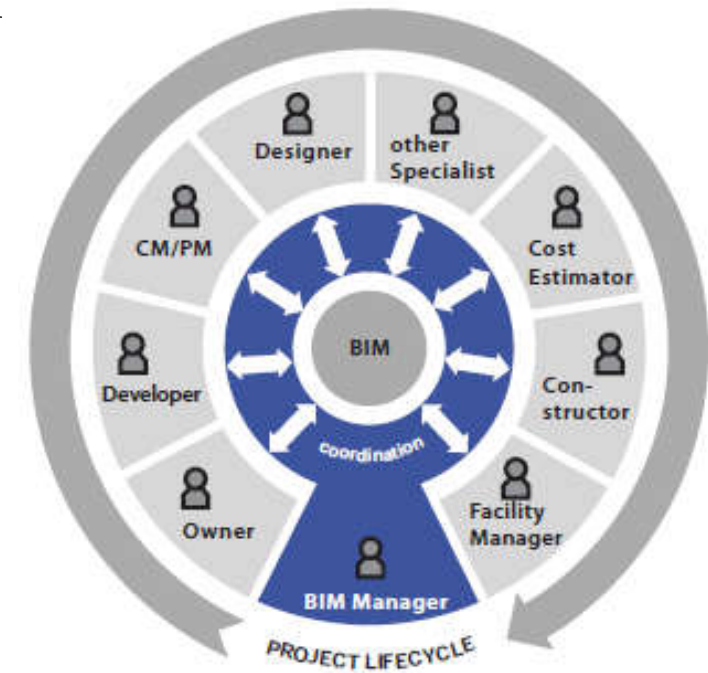 Designer
other
Specialist
CM/PM
Cost
Estimator
BIM
Developer
Con-
structor
coordination
Owner
Facility
Manager
BIM Manager
PROJECT LIFECYCLE